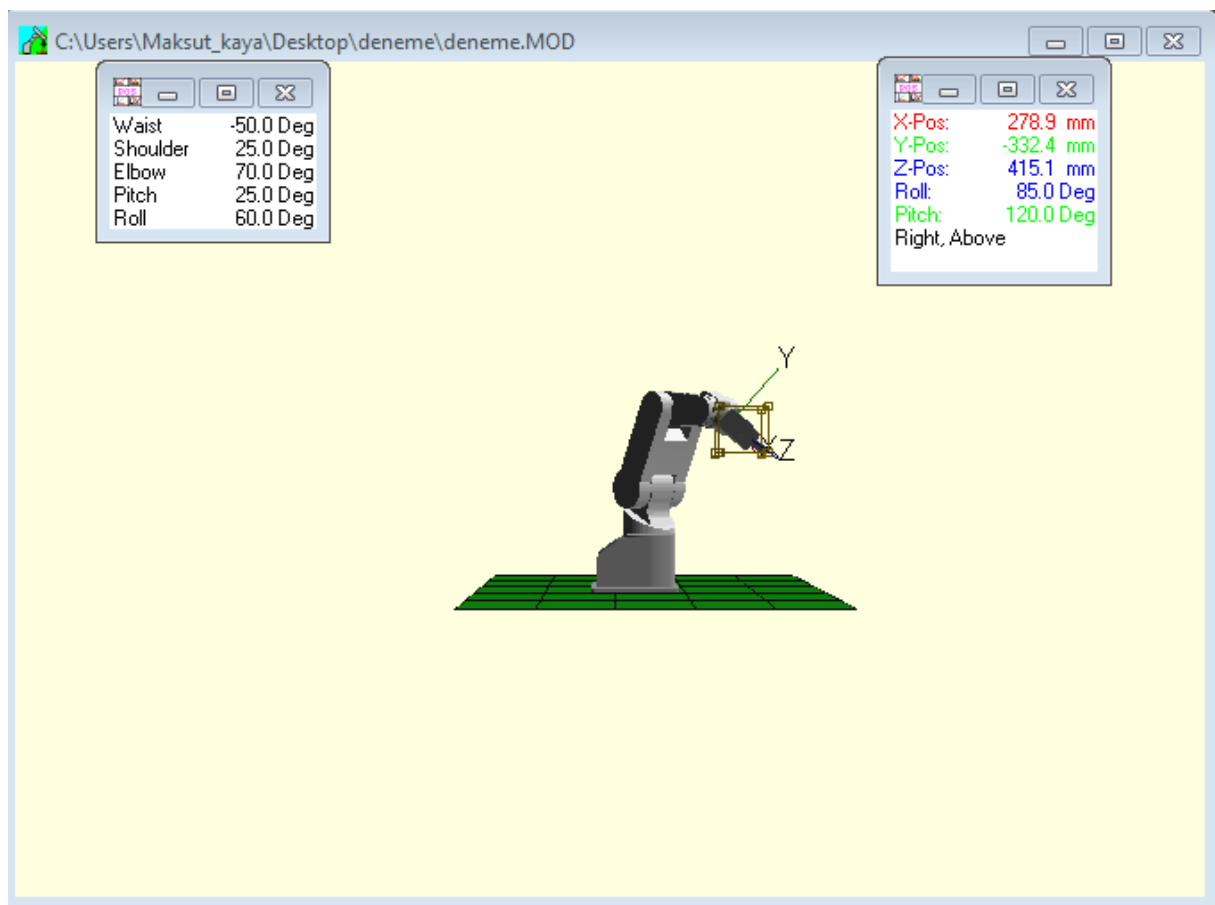 C:\Users\Maksut_kaya\Desktop\deneme\deneme.MOD
Waist -50.0 Deg
Shoulder 25.0 Deg
Elbow 70.0 Deg
Pitch 25.0 Deg
Roll 60.0 Deg
X-Pos: 278.9 mm
Y-Pos: -332.4 mm
Z-Pos: 415.1 mm
Roll: 85.0 Deg
Pitch: 120.0 Deg
Right, Above
Y
Z